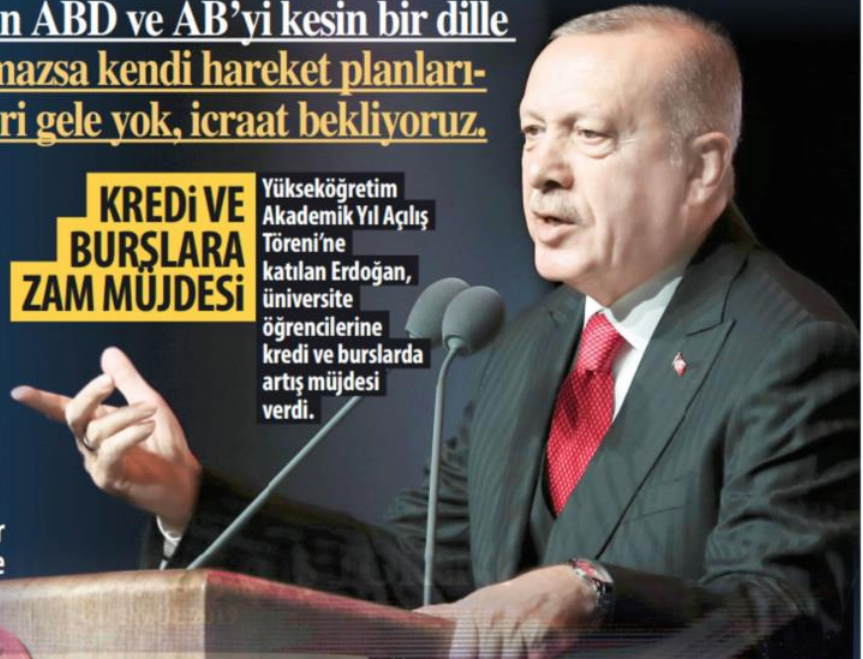 n ABD ve AB'yi kesin bir dille
mazsa kendi hareket planları-
ri gele yok, icraat bekliyoruz.
KREDİ VE
BURSLARA
ZAM MÜJDESİ
Yükseköğretim
Akademik Yıl Açılış
Töreni'ne
katılan Erdoğan,
üniversite
öğrencilerine
kredi ve burslarda
artış müjdesi
verdi.
r
e